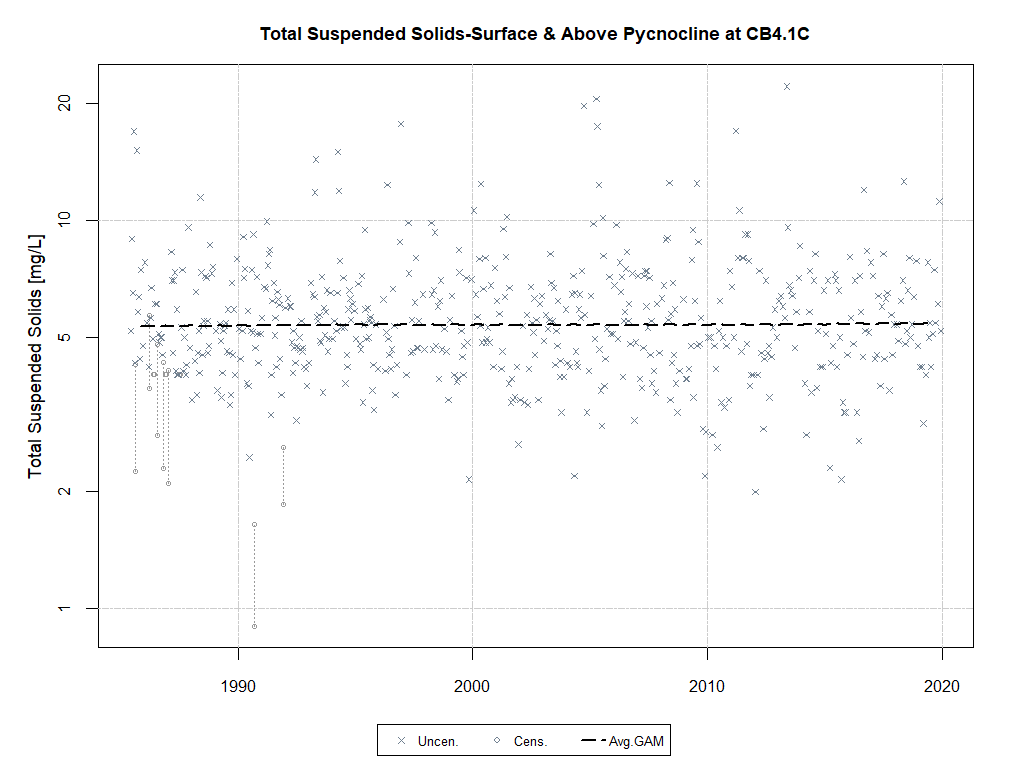 Total Suspended Solids-Surface & Above Pycnocline at CB4.1C
Total Suspended Solids [mg/L]
20
10
5
2
1
1990 2000 2010 2020
Uncen. Cens. Avg.GAM